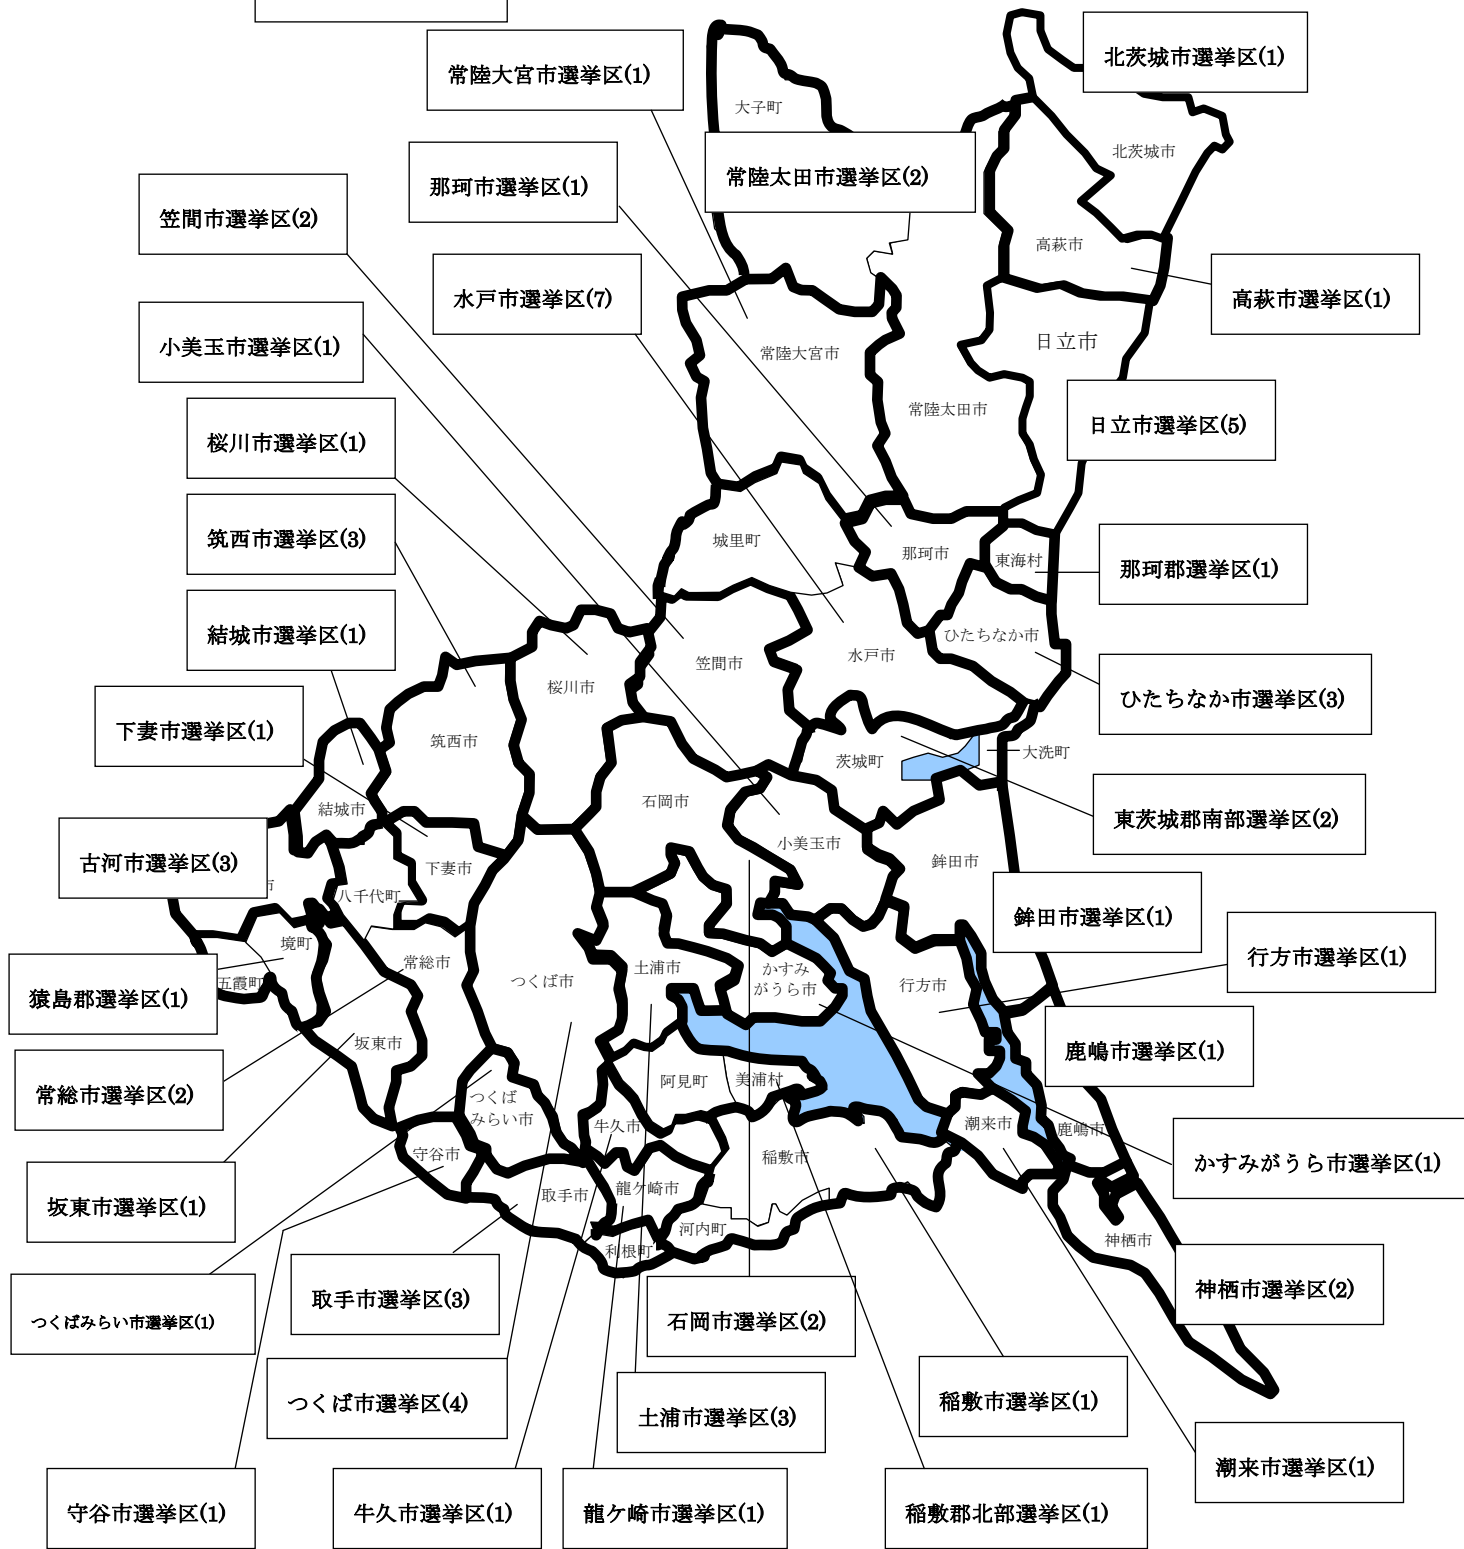 北茨城市選挙区(1)
常陸大宮市選挙区(1)
大子町
北茨城市
常陸太田市選挙区(2)
那珂市選挙区(1)
笠間市選挙区(2)
高萩市
水戸市選挙区(7)
高萩市選挙区(1)
小美玉市選挙区(1)
日立市
常陸大宮市
常陸太田市
日立市選挙区(5)
桜川市選挙区(1)
筑西市選挙区(3)
城里町
那珂市
東海村
那珂郡選挙区(1)
結城市選挙区(1)
ひたちなか市
水戸市
笠間市
桜川市
ひたちなか市選挙区(3)
下妻市選挙区(1)
筑西市
茨城町
大洗町
石岡市
結城市
小美玉市
東茨城郡南部選挙区(2)
古河市選挙区(3)
市
下妻市
八千代町
鉾田市
鉾田市選挙区(1)
境町
行方市選挙区(1)
常総市
つくば市
土浦市
かすみ
がうら市
行方市
五霞町
猿島郡選挙区(1)
坂東市
鹿嶋市選挙区(1)
常総市選挙区(2)
阿見町
美浦村
つくば
みらい市
牛久市
潮来市
鹿嶋市
守谷市
稲敷市
かすみがうら市選挙区(1)
坂東市選挙区(1)
取手市
龍ケ崎市
河内町
利根町
神栖市
神栖市選挙区(2)
つくばみらい市選挙区(1)
取手市選挙区(3)
石岡市選挙区(2)
つくば市選挙区(4)
土浦市選挙区(3)
稲敷市選挙区(1)
潮来市選挙区(1)
守谷市選挙区(1)
牛久市選挙区(1)
龍ケ崎市選挙区(1)
稲敷郡北部選挙区(1)